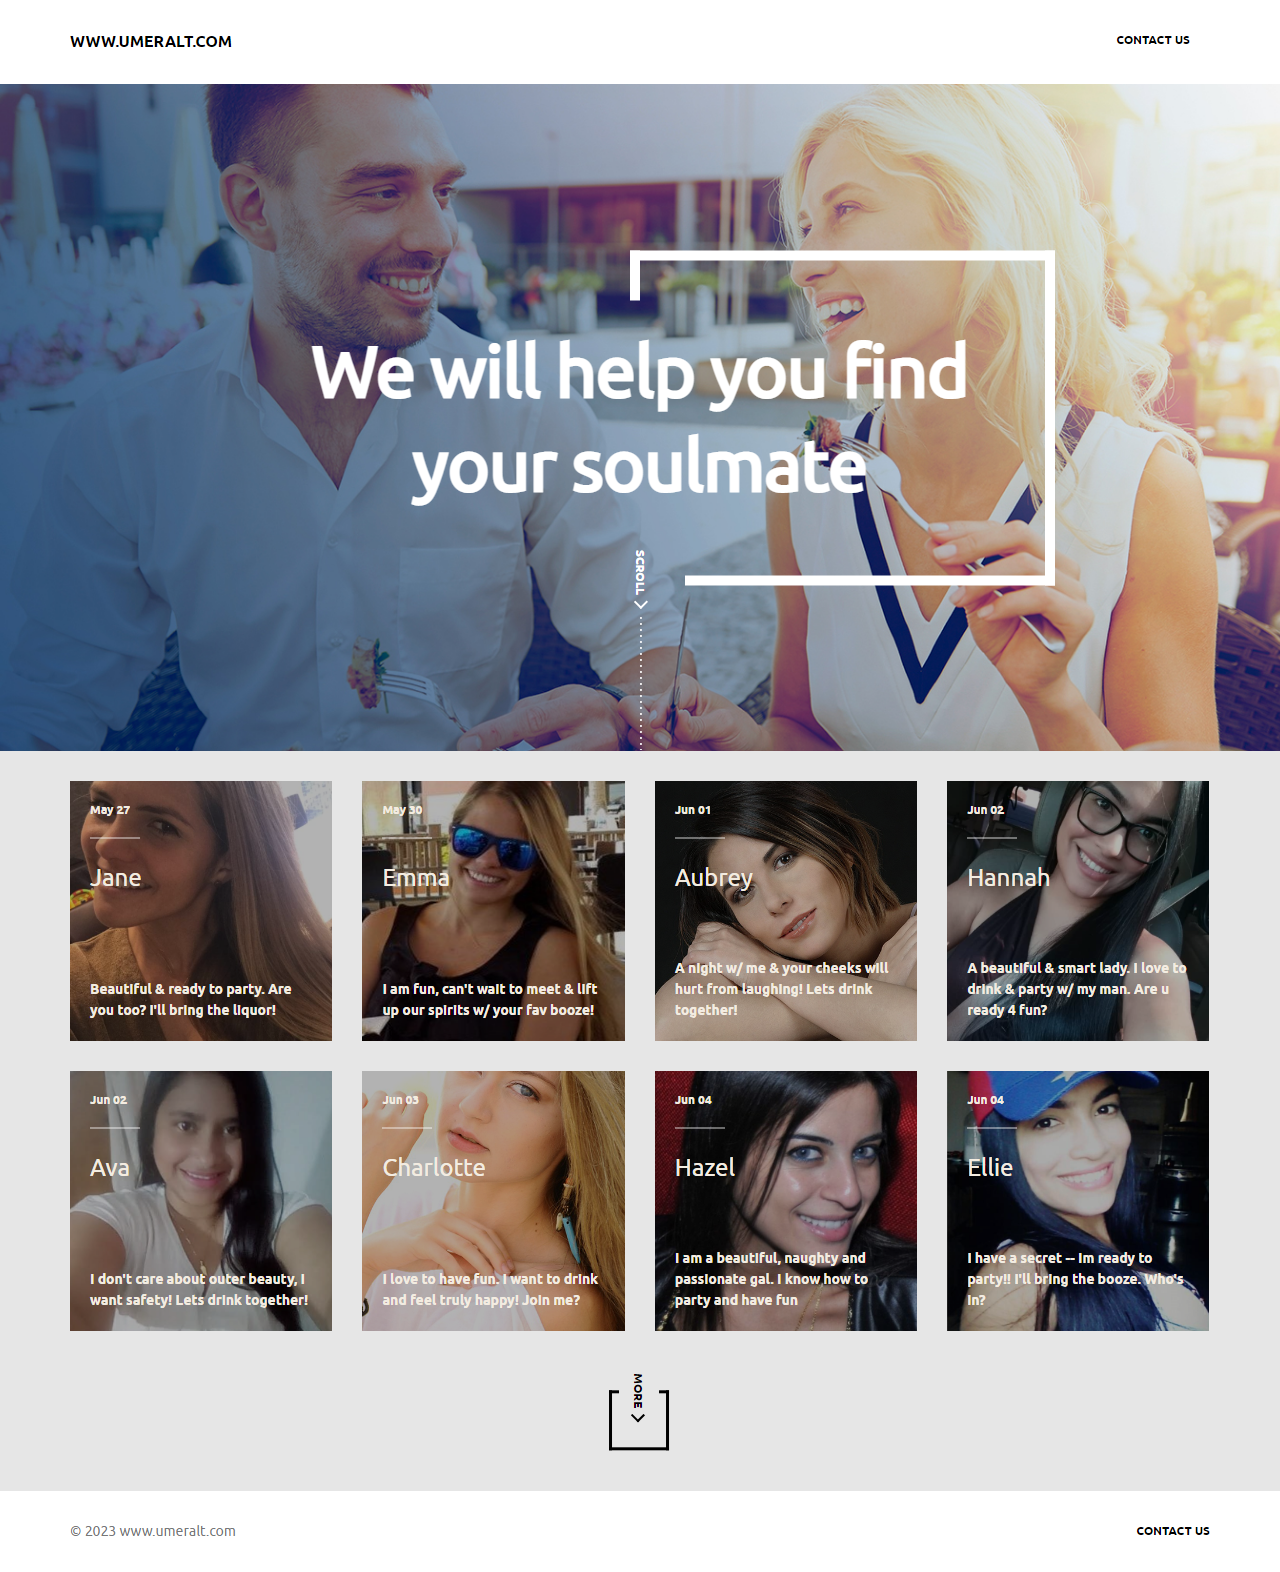 WWW.UMERALT.COM
CONTACT US
We will help you find
your soulmate
SCROLL
May 27
Jane
Beautiful & ready to party. Are
you too? I'll bring the liquor!
May 30
Emma
I am fun, can't wait to meet & lift
up our spirits w/ your fav booze!
Jun 01
Aubrey
A night w/ me & your cheeks will
hurt from laughing! Lets drink
together!
Jun 02
Hannah
A beautiful & smart lady. I love to
drink & party w/ my man. Are u
ready 4 fun?
Jun 02
Ava
I don't care about outer beauty, I
want safety! Lets drink together!
Jun 03
Charlotte
I love to have fun. I want to drink
and feel truly happy! Join me?
Jun 04
Hazel
I am a beautiful, naughty and
passionate gal. I know how to
party and have fun
Jun 04
Ellie
I have a secret -- Im ready to
party!! I'll bring the booze. Who's
in?
MORE
© 2023 www.umeralt.com
CONTACT US